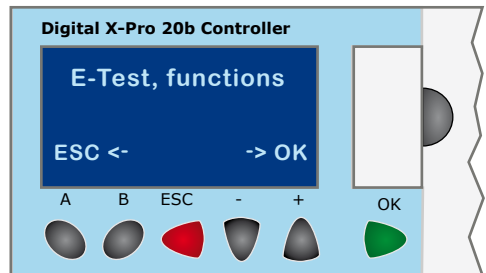 Digital X-Pro 20b Controller
E-Test, functions
ESC <- -> OK
A B ESC - + OK